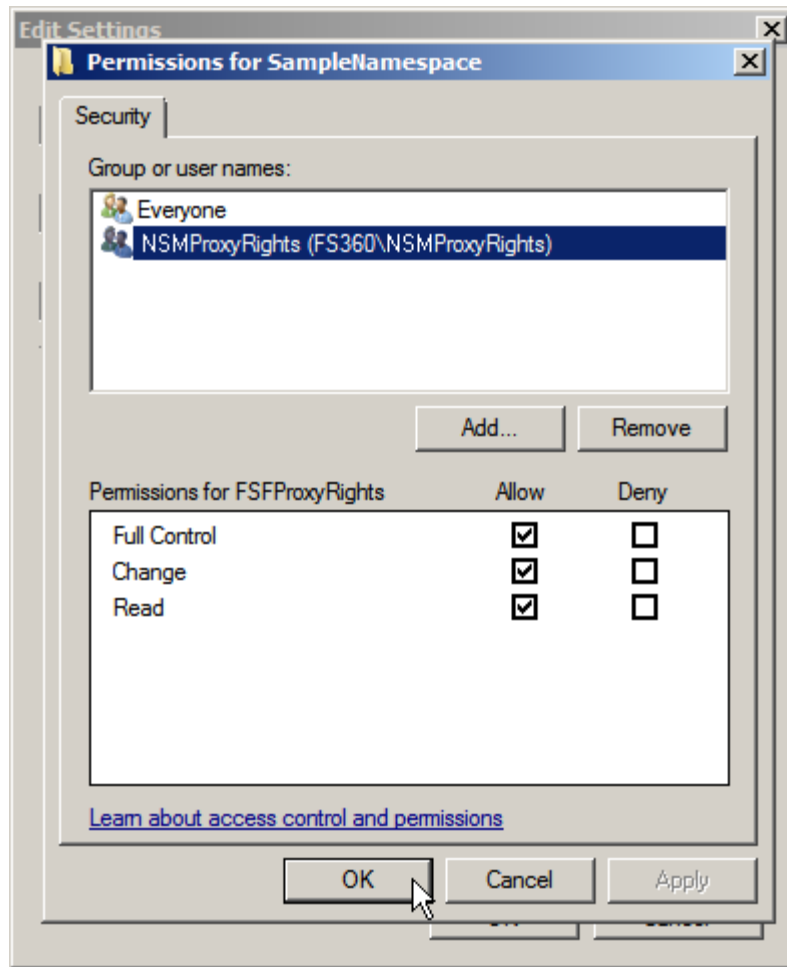 Edit Settings
Permissions for SampleNamespace
Security
Group or user names:
Everyone
NSMProxyRights (FS360\NSMProxyRights)
Add... Remove
Permissions for FSFProxyRights Allow Deny
Full Control
Change
Read
Learn about access control and permissions
OK Cancel Apply